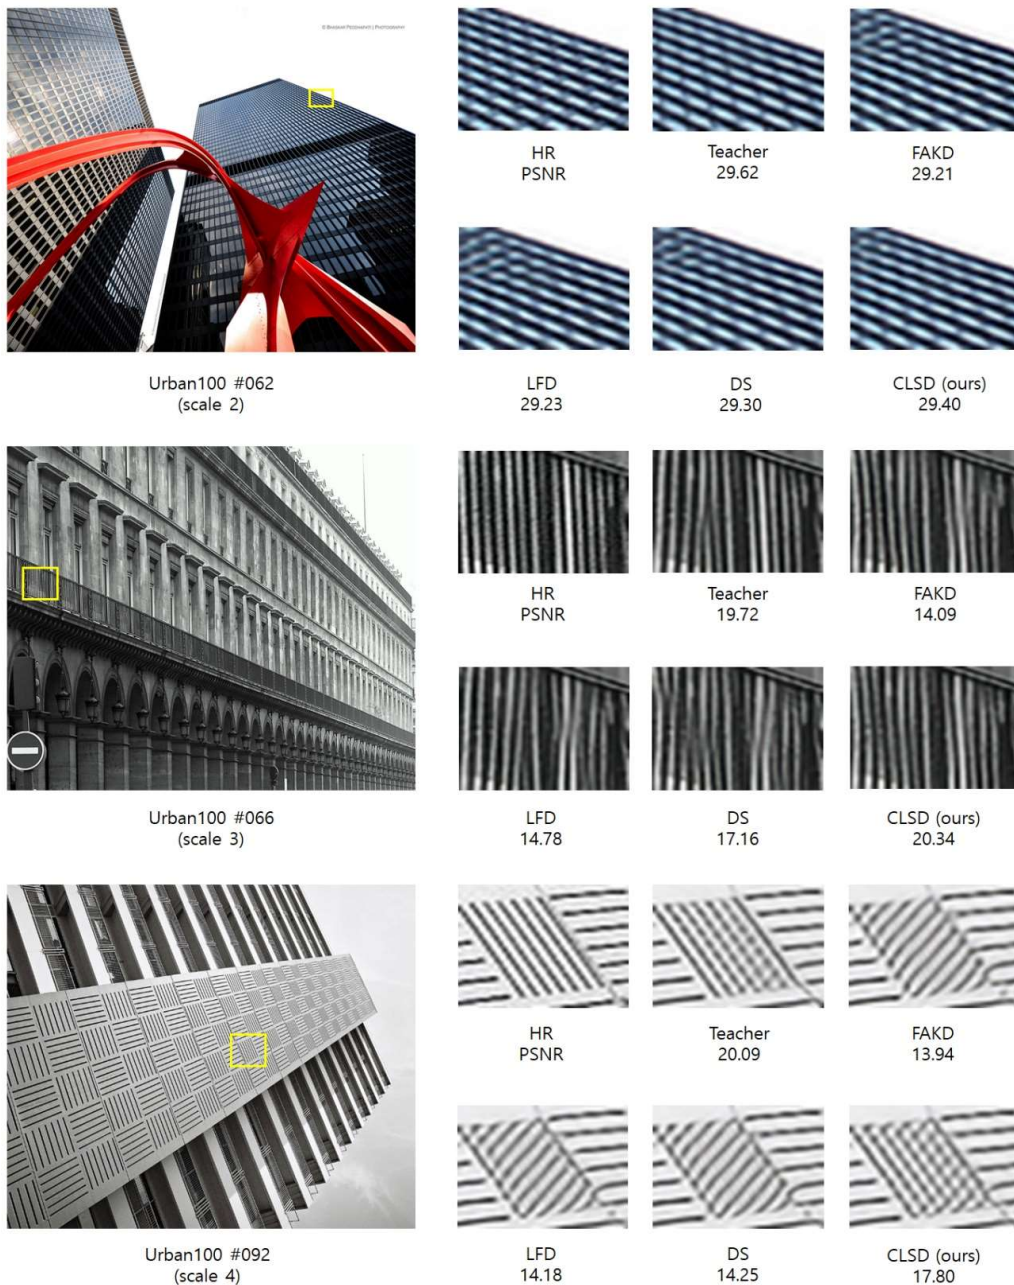 © BHASKAR PEDDHAPATI | PHOTOGRAPHY
HR
PSNR
Teacher
29.62
FAKD
29.21
LFD
29.23
DS
29.30
CLSD (ours)
29.40
Urban100 #062
(scale 2)
HR
PSNR
Teacher
19.72
FAKD
14.09
LFD
14.78
DS
17.16
CLSD (ours)
20.34
Urban100 #066
(scale 3)
HR
PSNR
Teacher
20.09
FAKD
13.94
LFD
14.18
DS
14.25
CLSD (ours)
17.80
Urban100 #092
(scale 4)